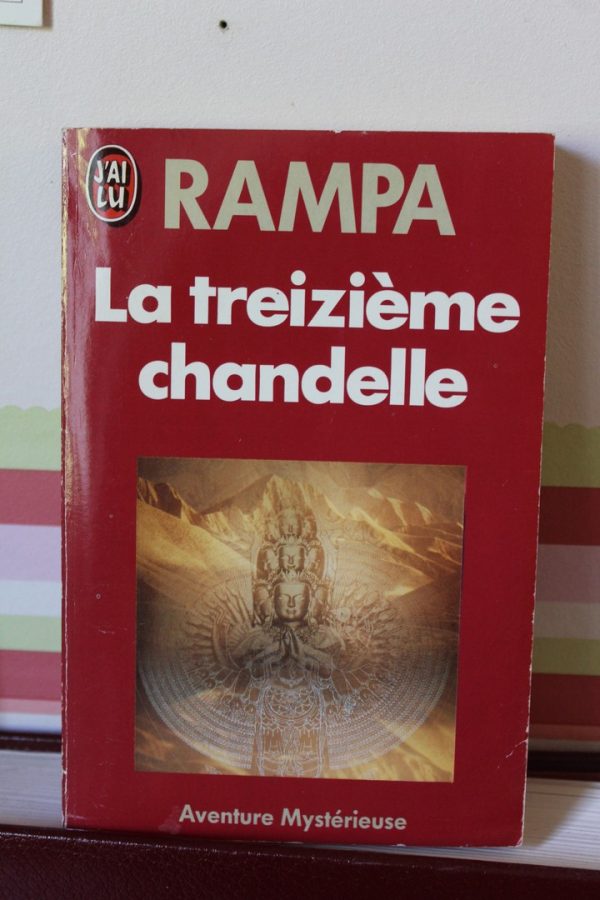 J'AI
LU
RAMPA
La treizième
chandelle
Aventure Mystérieuse